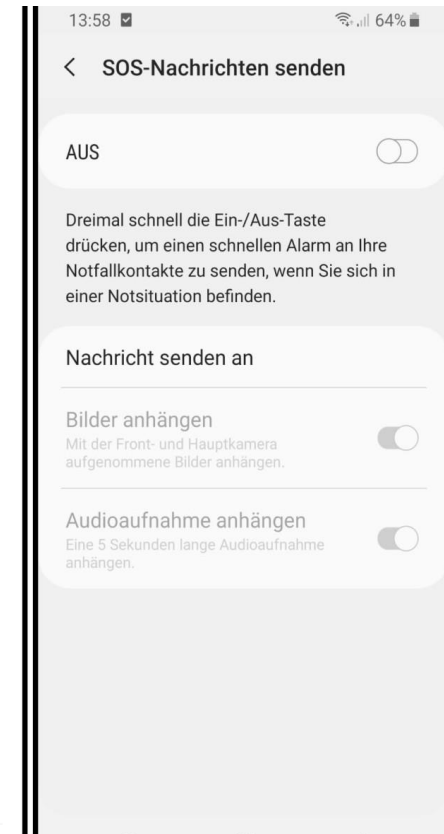 13:58 64%
SOS-Nachrichten senden
AUS
Dreimal schnell die Ein-/Aus-Taste
drücken, um einen schnellen Alarm an Ihre
Notfallkontakte zu senden, wenn Sie sich in
einer Notsituation befinden.
Nachricht senden an
Bilder anhängen
Mit der Front- und Hauptkamera
aufgenommene Bilder anhängen.
Audioaufnahme anhängen
Eine 5 Sekunden lange Audioaufnahme
anhängen.